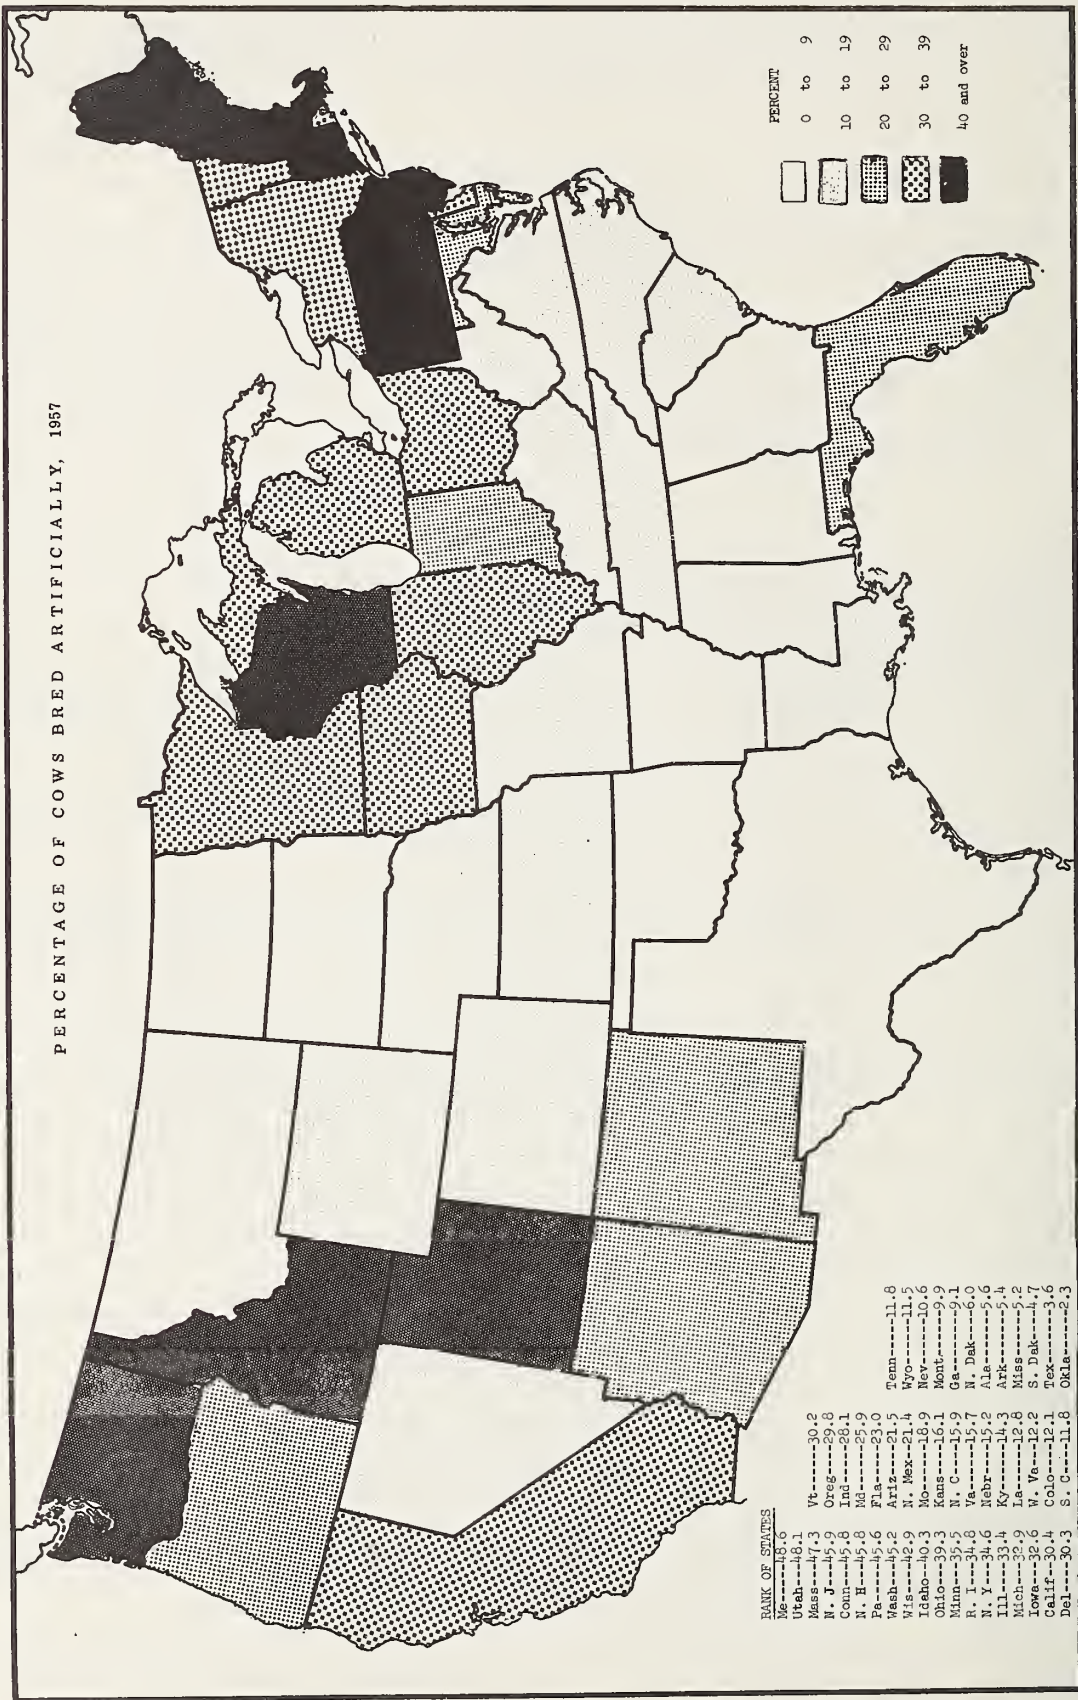 PERCENTAGE OF COWS BRED ARTIFICIALLY, 1957
PERCENT
0 to 9
10 to 19
20 to 29
30 to 39
40 and over
RANK OF STATES
Me-----48.6
Utah---48.1
Mass---47.3
N. J---45.9
Conn---45.8
N. H---45.8
Pa-----45.6
Wash---45.2
Wis----42.9
Idaho--40.3
Ohio---39.3
Minn---35.5
R. I---34.8
N. Y---34.6
Ill----33.4
Mich---32.9
Iowa---32.6
Calif--30.4
Del----30.3
Vt------30.2
Oreg----29.8
Ind-----28.1
Md------25.9
Fla-----23.0
Ariz----21.5
N. Mex--21.4
Mo------18.9
Kans----16.1
N. C----15.9
Va------15.7
Nebr----15.2
Ky------14.3
La------12.8
W. Va---12.2
Colo----12.1
S. C----11.8
Tenn-----11.8
Wyo------11.5
Nev------10.6
Mont------9.9
Ga--------9.1
N. Dak----6.0
Ala-------5.6
Ark-------5.4
Miss------5.2
S. Dak----4.7
Tex-------3.6
Okla------2.3